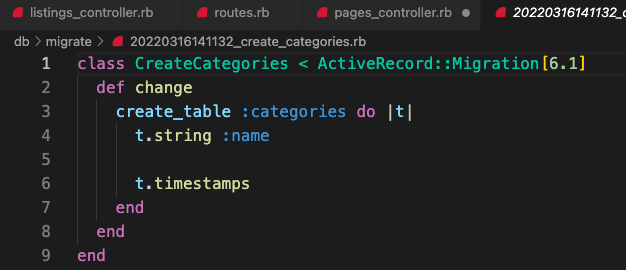 listings_controller.rb routes.rb pages_controller.rb 20220316141132_c
db > migrate > 20220316141132_create_categories.rb
1 class CreateCategories < ActiveRecord::Migration[6.1]
2 def change
3 create_table :categories do |t|
4 t.string :name
5
6 t.timestamps
7 end
8 end
9 end